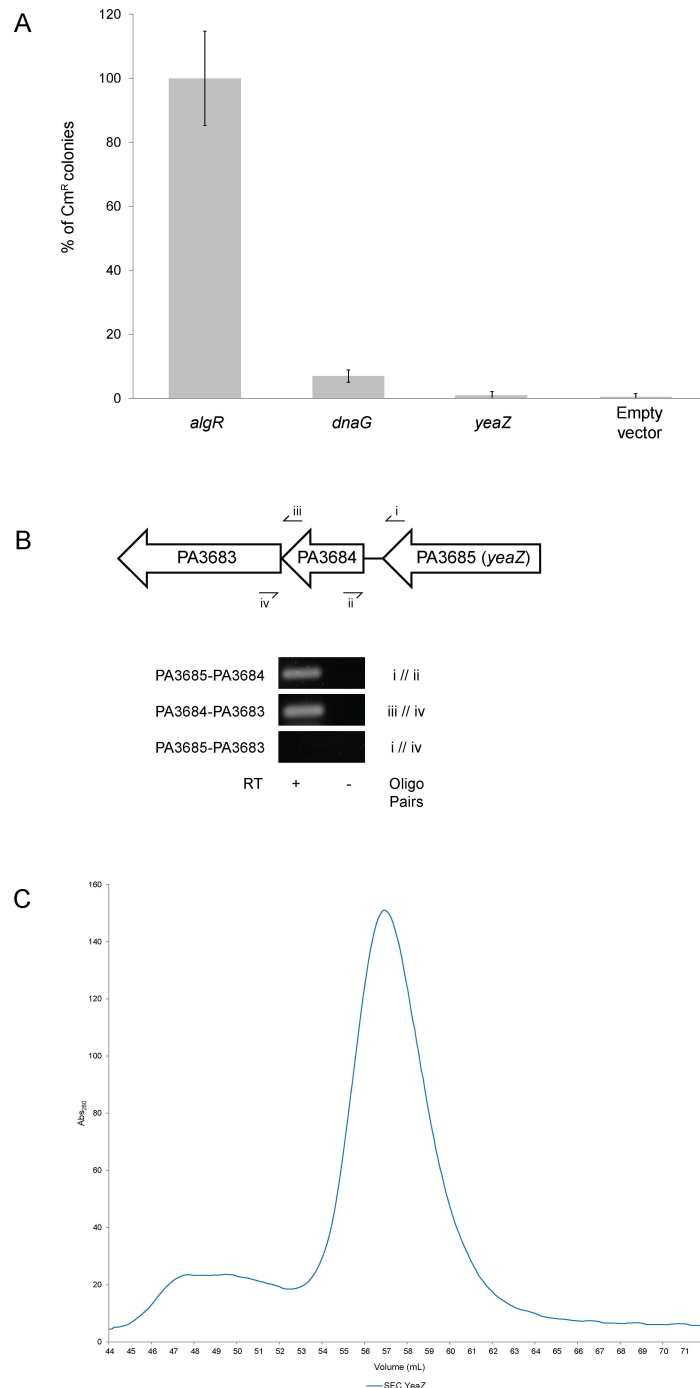 A
% of CmR colonies
120
100
80
60
40
20
0
algR
dnaG
yeaZ
Empty
vector
B
iii
i
PA3683
PA3684
PA3685 (yeaZ)
iv
ii
PA3685-PA3684
i // ii
PA3684-PA3683
iii // iv
PA3685-PA3683
i // iv
RT
+
-
Oligo
Pairs
C
Abs280
160
140
120
100
80
60
40
20
0
44 45 46 47 48 49 50 51 52 53 54 55 56 57 58 59 60 61 62 63 64 65 66 67 68 69 70 71
Volume (mL)
SEC YeaZ